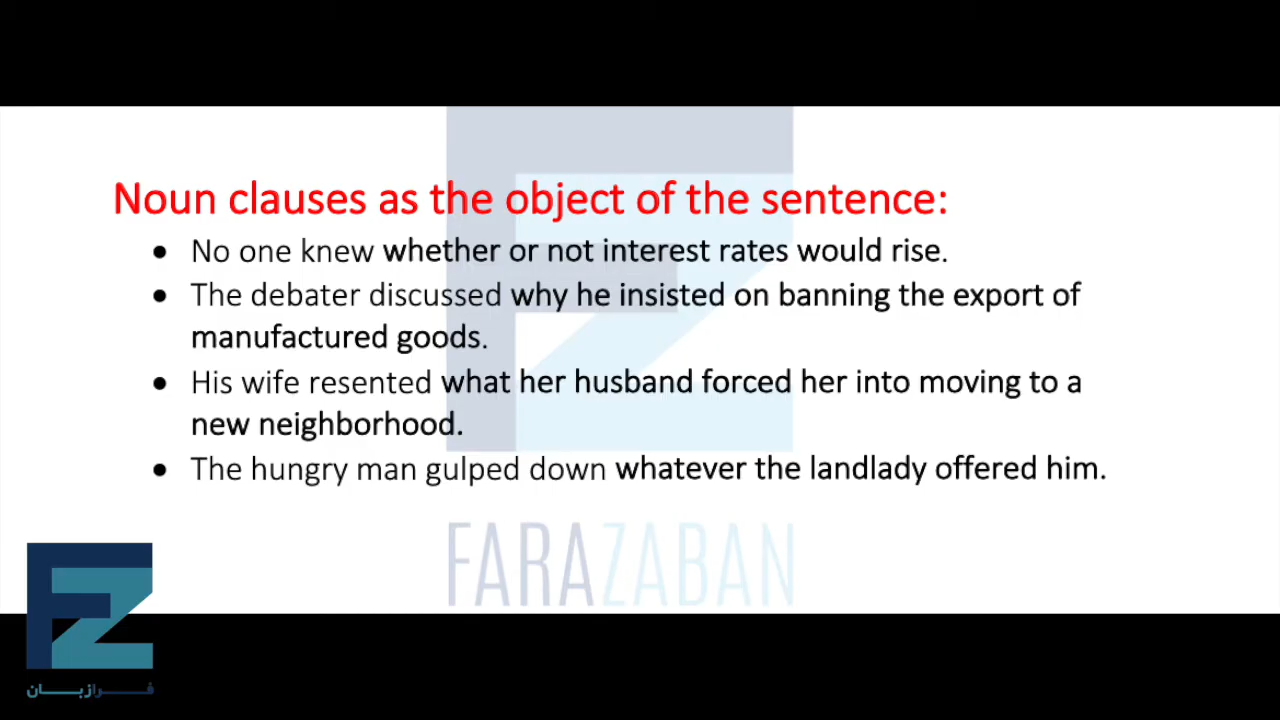 Noun clauses as the object of the sentence:
• No one knew whether or not interest rates would rise.
• The debater discussed why he insisted on banning the export of
manufactured goods.
• His wife resented what her husband forced her into moving to a
new neighborhood.
• The hungry man gulped down whatever the landlady offered him.
FARAZABAN
فرازبان